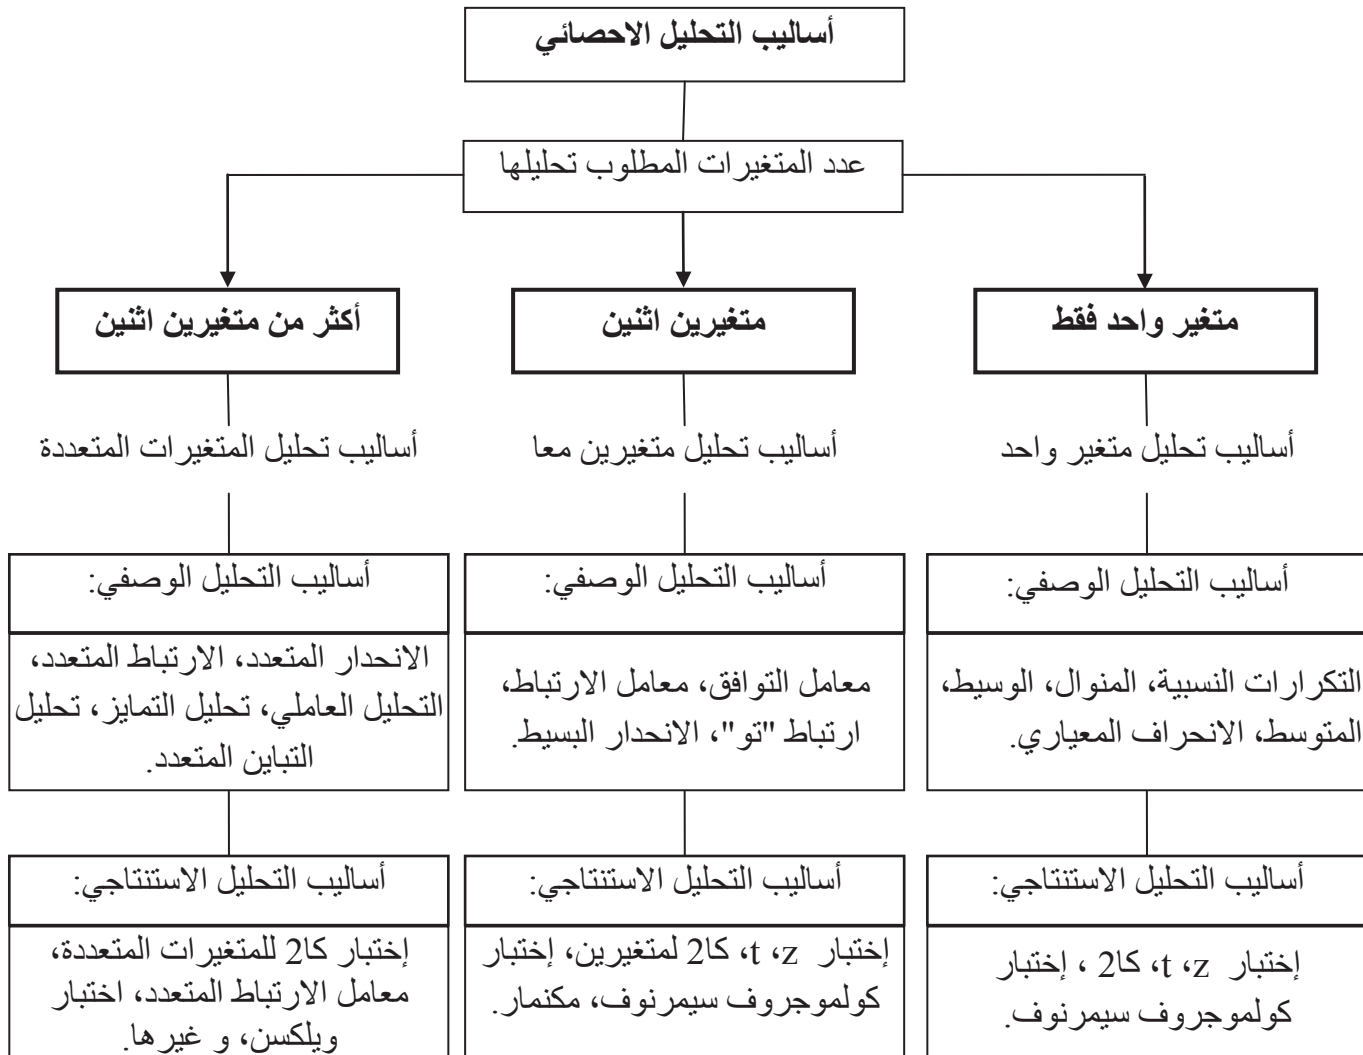 أساليب التحليل الاحصائي
عدد المتغيرات المطلوب تحليلها
متغير واحد فقط
متغيرين اثنين
أكثر من متغيرين اثنين
أساليب تحليل متغير واحد
أساليب تحليل متغيرين معا
أساليب تحليل المتغيرات المتعددة
أساليب التحليل الوصفي:
أساليب التحليل الوصفي:
أساليب التحليل الوصفي:
التكرارات النسبية، المنوال، الوسيط،
المتوسط، الانحراف المعياري.
معامل التوافق، معامل الارتباط،
ارتباط "تو"، الانحدار البسيط.
الانحدار المتعدد، الارتباط المتعدد،
التحليل العاملي، تحليل التمايز، تحليل
التباين المتعدد.
أساليب التحليل الاستنتاجي:
أساليب التحليل الاستنتاجي:
أساليب التحليل الاستنتاجي:
إختبار t، z، كا2 ، إختبار
كولموجروف سيمرنوف.
إختبار t، z، كا2 لمتغيرين، إختبار
كولموجروف سيمرنوف، مكنمار.
إختبار كا2 للمتغيرات المتعددة،
معامل الارتباط المتعدد، اختبار
ويلكسن، و غيرها.